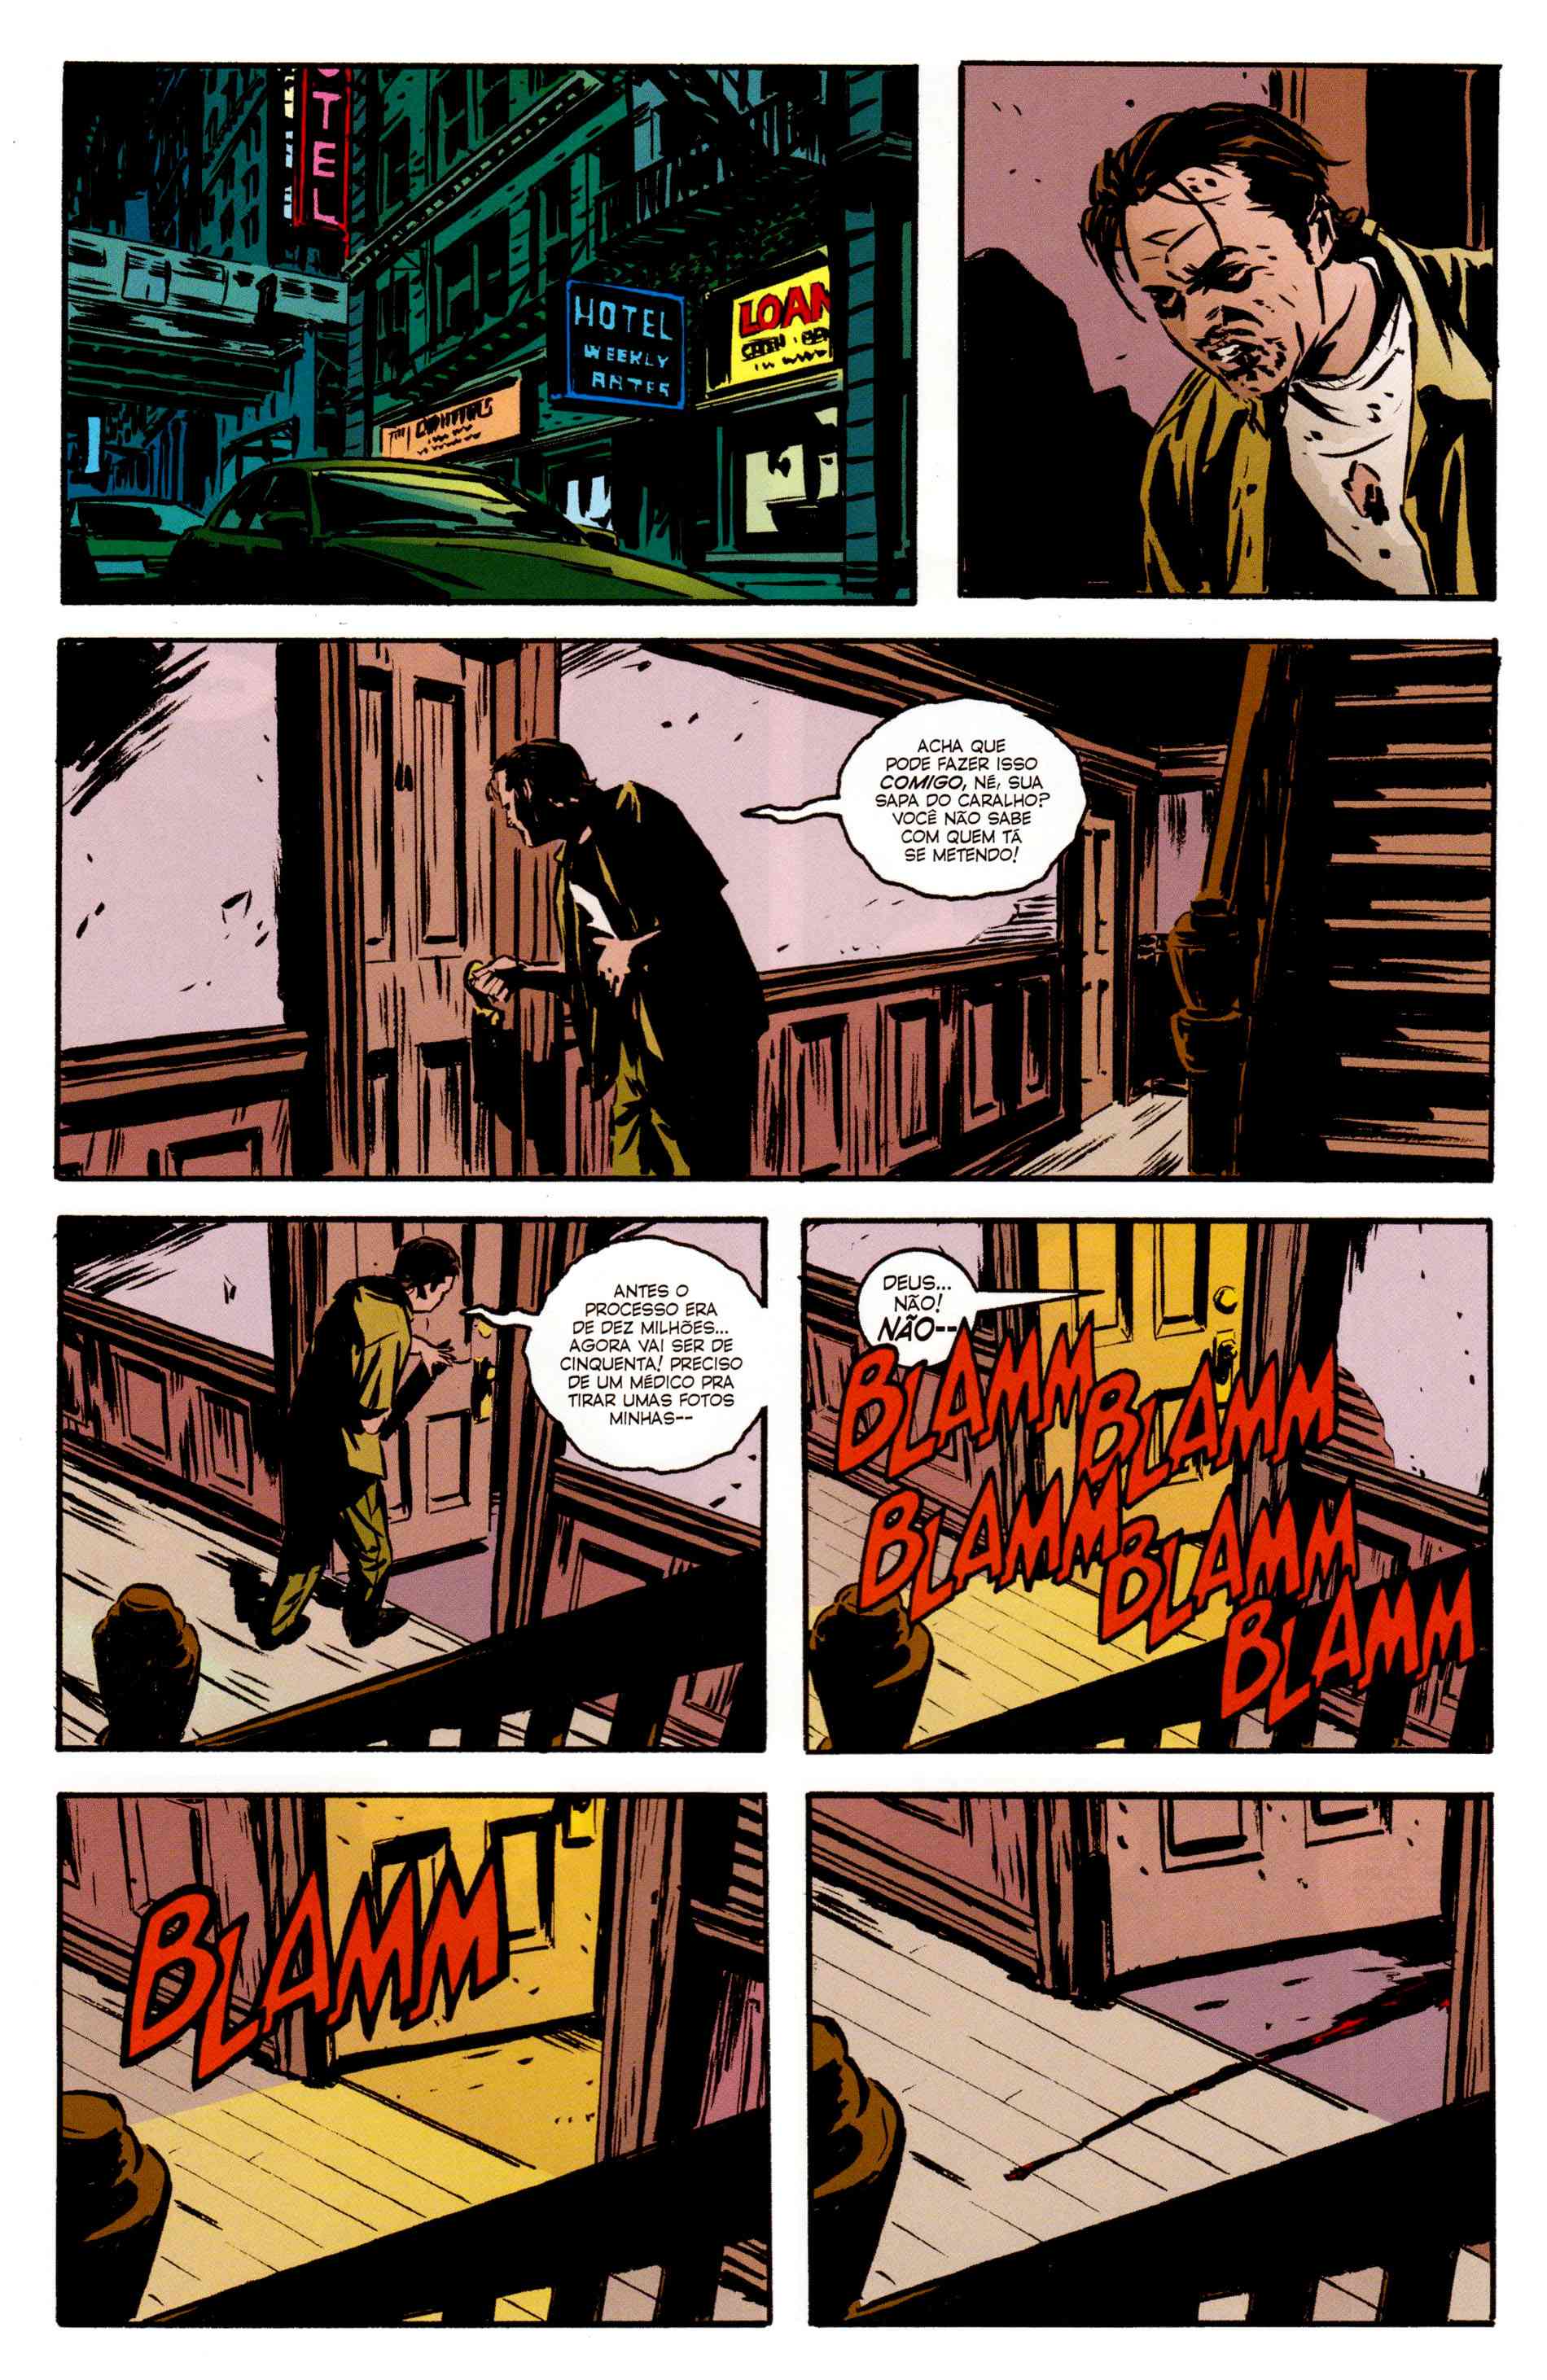 OTEL
HOTEL
WEEKLY
LOAN
ACHA QUE
PODE FAZER ISSO
COMIGO, NÉ, SUA
SAPA DO CARALHO?
VOCÊ NÃO SABE
COM QUEM TÁ
SE METENDO!
ANTES O
PROCESSO ERA
DE DEZ MILHÕES...
AGORA VAI SER DE
CINQUENTA! PRECISO
DE UM MÉDICO PRA
TIRAR UMAS FOTOS
MINHAS--
DEUS...
NÃO!
NÃO--
BLAMM
BLAMM
BLAMM
BLAMM
BLAMM
BLAMM